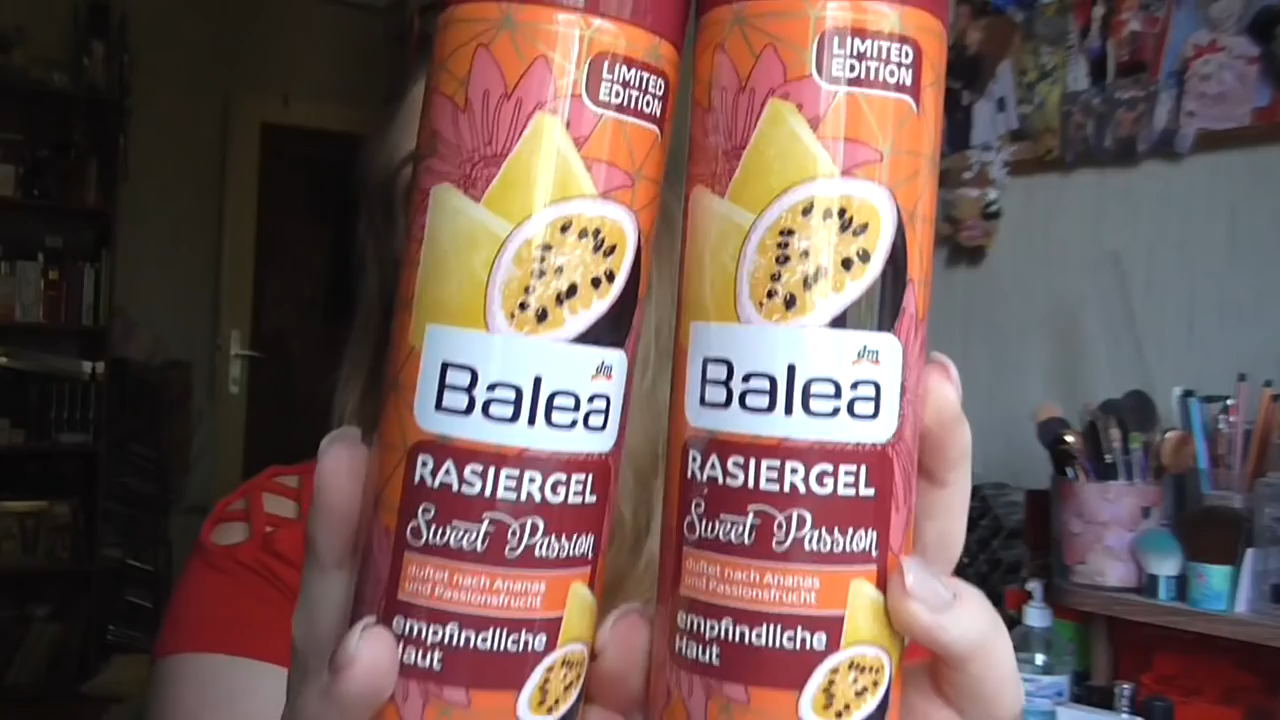 LIMITED
EDITION
dm
Balea
RASIERGEL
Sweet Passion
duftet nach Ananas
und Passionsfrucht
empfindliche
Haut
LIMITED
EDITION
dm
Balea
RASIERGEL
Sweet Passion
duftet nach Ananas
und Passionsfrucht
empfindliche
Haut